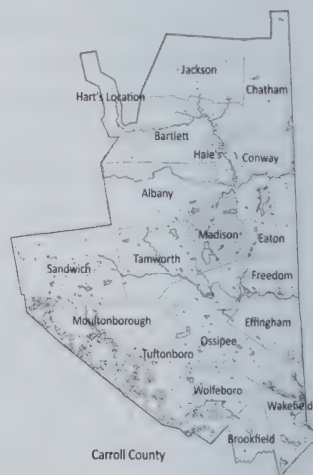 Jackson
Chatham
Hart's Location
Bartlett
Hale's
Conway
Albany
Madison
Eaton
Tamworth
Sandwich
Freedom
Moultonborough
Effingham
Ossipee
Tuftonboro
Wolfeboro
Wakefield
Brookfield
Carroll County